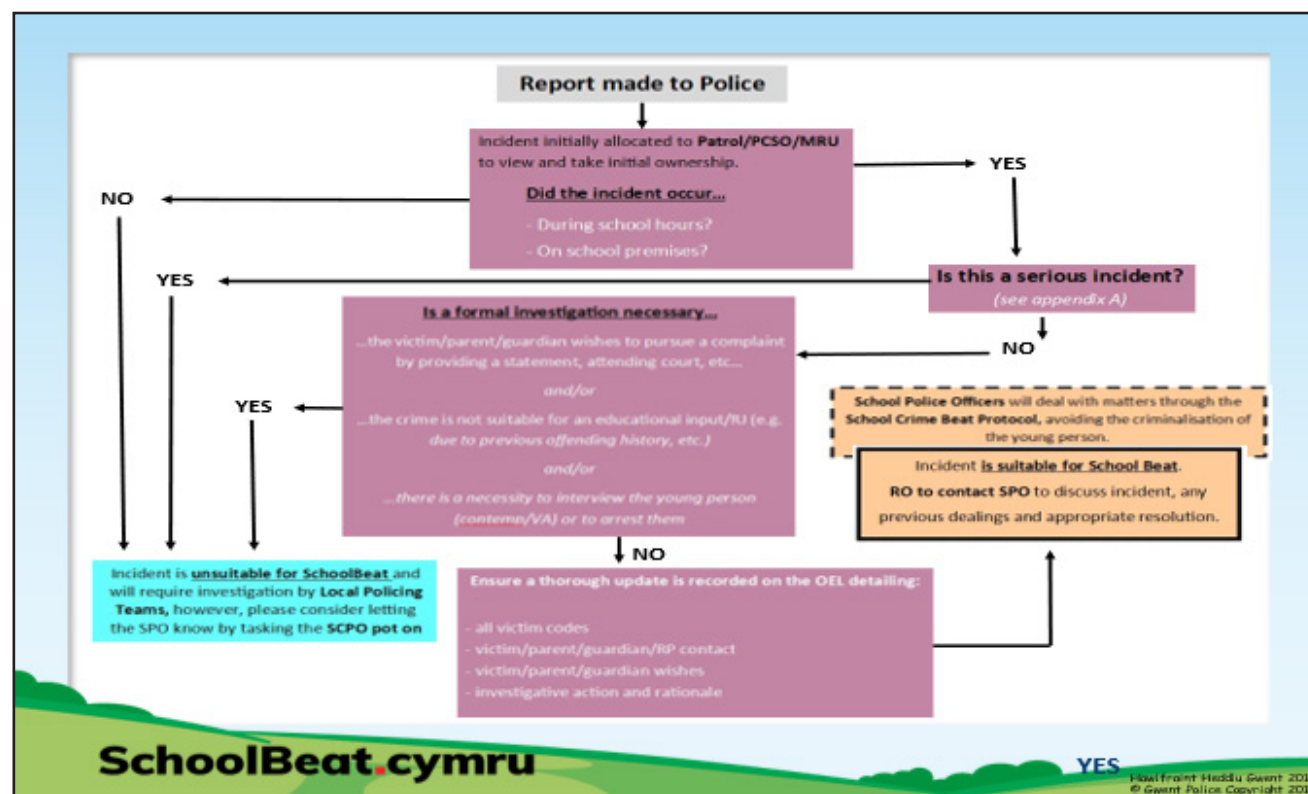 Report made to Police
Incident initially allocated to Patrol/PCSO/MRU
to view and take initial ownership.
Did the incident occur...
- During school hours?
- On school premises?
YES
NO
YES
Is this a serious incident?
(see appendix A)
NO
Is a formal investigation necessary...
...the victim/parent/guardian wishes to pursue a complaint
by providing a statement, attending court, etc...
and/or
...the crime is not suitable for an educational input/IU (e.g.
due to previous offending history, etc.)
and/or
...there is a necessity to interview the young person
(contemp/VA) or to arrest them
YES
NO
School Police Officers will deal with matters through the
School Crime Beat Protocol, avoiding the criminalisation of
the young person.
Incident is suitable for School Beat.
RO to contact SPO to discuss incident, any
previous dealings and appropriate resolution.
Incident is unsuitable for SchoolBeat and
will require investigation by Local Policing
Teams, however, please consider letting
the SPO know by tasking the SCPO pot on
Ensure a thorough update is recorded on the OEL detailing:
- all victim codes
- victim/parent/guardian/RP contact
- victim/parent/guardian wishes
- investigative action and rationale
SchoolBeat.cymru
YES
Hawlfraint Heddlu Gwent 201
© Gwent Police Copyright 201